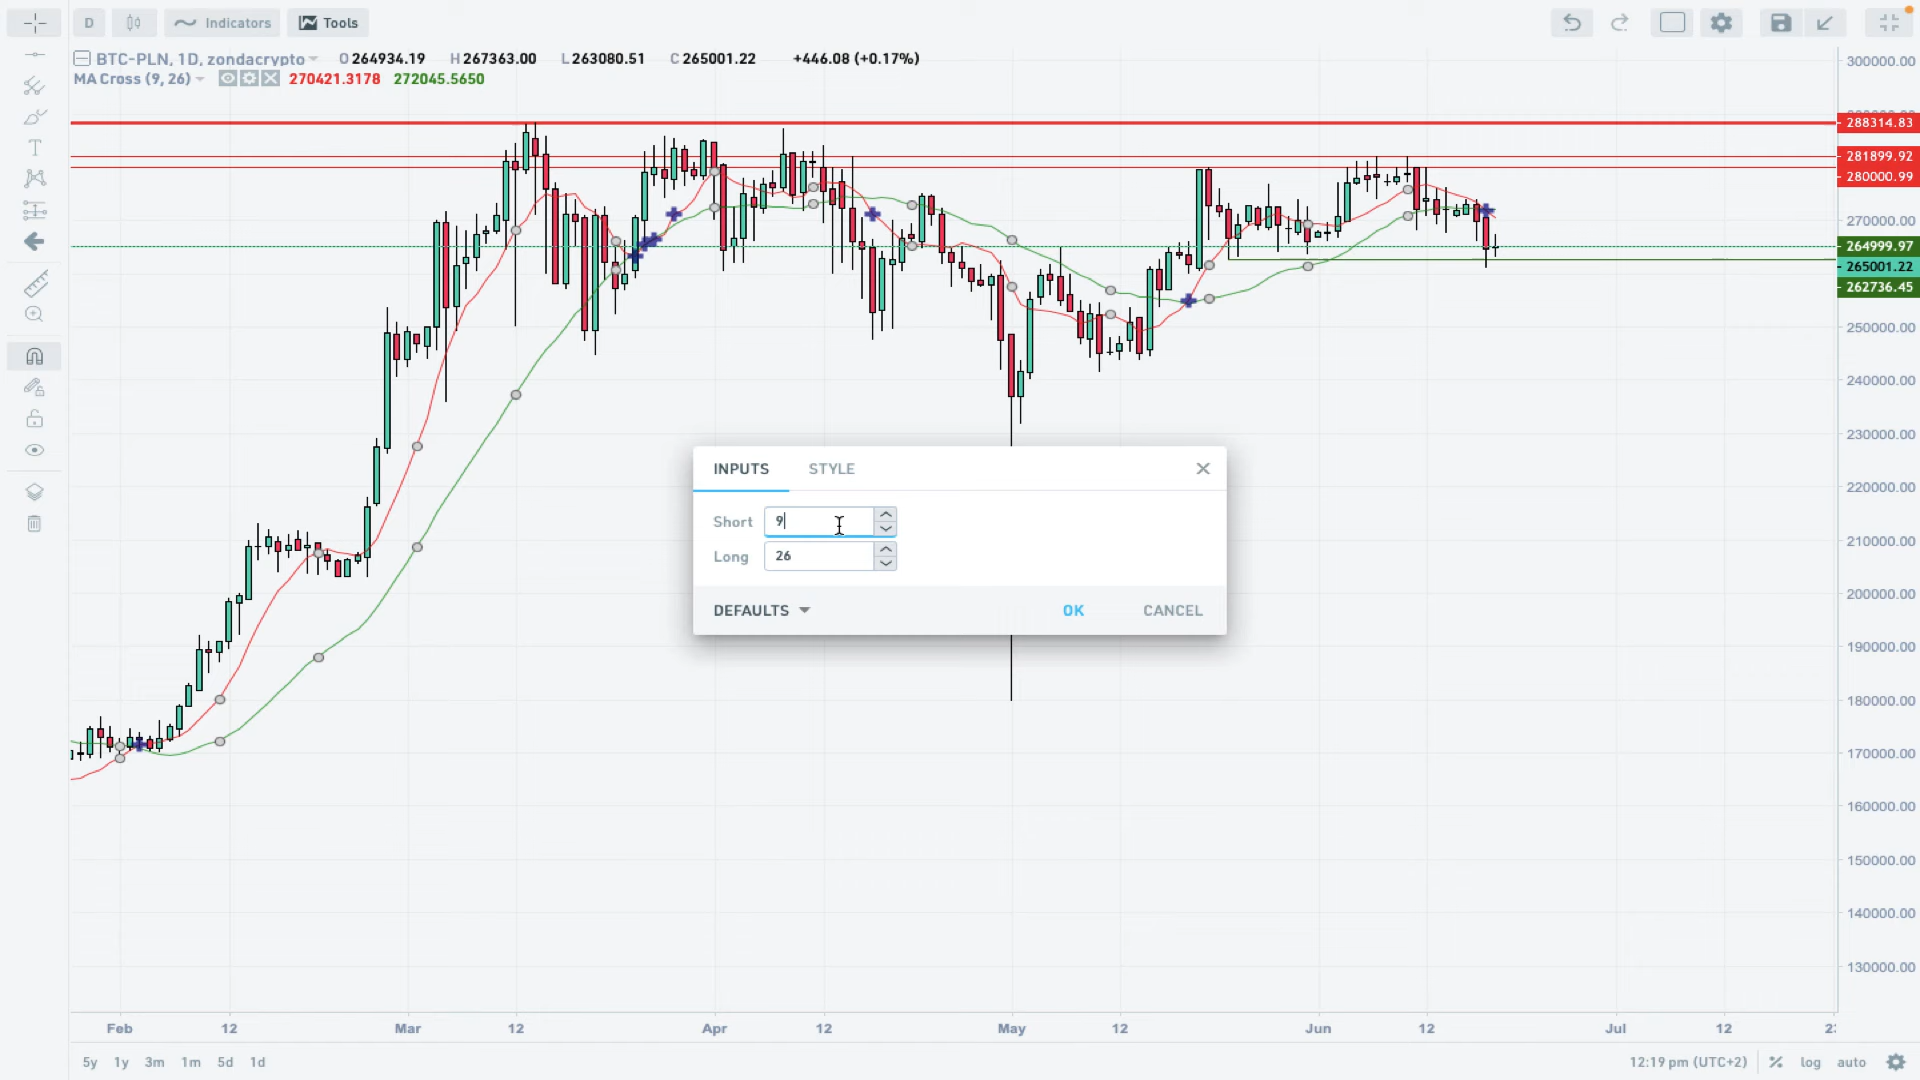 D Indicators Tools
BTC-PLN, 1D, zondacrypto O 264934.19 H 267363.00 L 263080.51 C 265001.22 +446.08 (+0.17%)
MA Cross (9, 26) 270421.3178 272045.5650
300000.00
288314.83
281899.92
280000.99
270000.00
264999.97
265001.22
262736.45
250000.00
240000.00
230000.00
220000.00
210000.00
200000.00
190000.00
180000.00
170000.00
160000.00
150000.00
140000.00
130000.00
INPUTS STYLE
Short 9
Long 26
DEFAULTS OK CANCEL
Feb 12 Mar 12 Apr 12 May 12 Jun 12 Jul 12
5y 1y 3m 1m 5d 1d 12:19 pm (UTC+2) % log auto